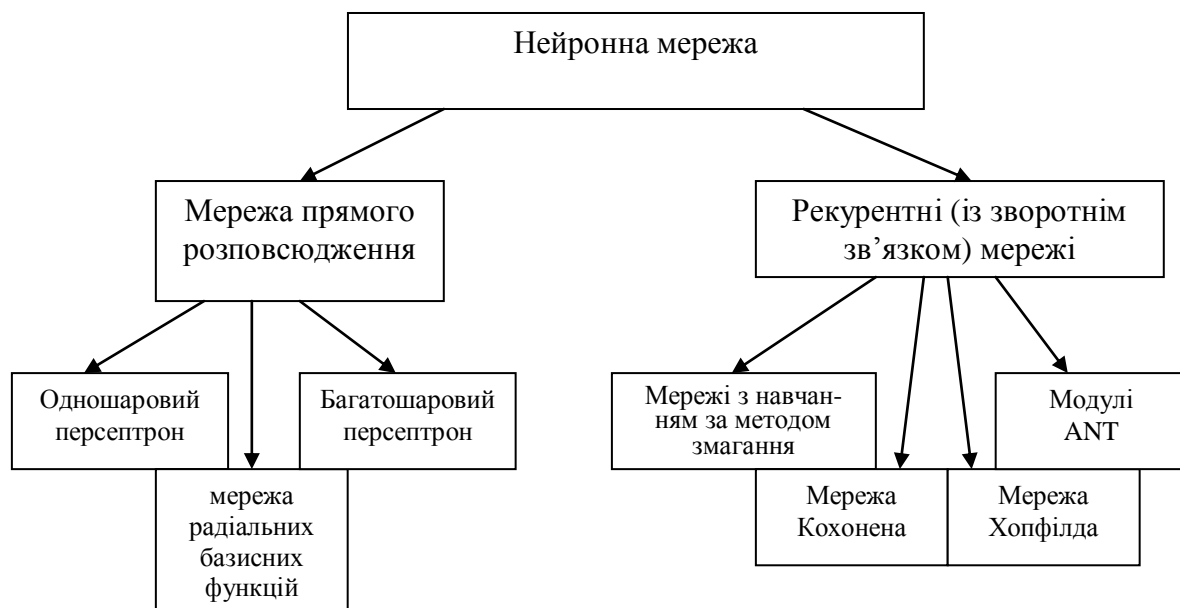 Нейронна мережа
Мережа прямого
розповсюдження
Рекурентні (із зворотнім
зв’язком) мережі
Одношаровий
персептрон
мережа
радіальних
базисних
функцій
Багатошаровий
персептрон
Мережі з навчан-
ням за методом
змагання
Мережа
Кохонена
Мережа
Хопфілда
Модулі
ANT